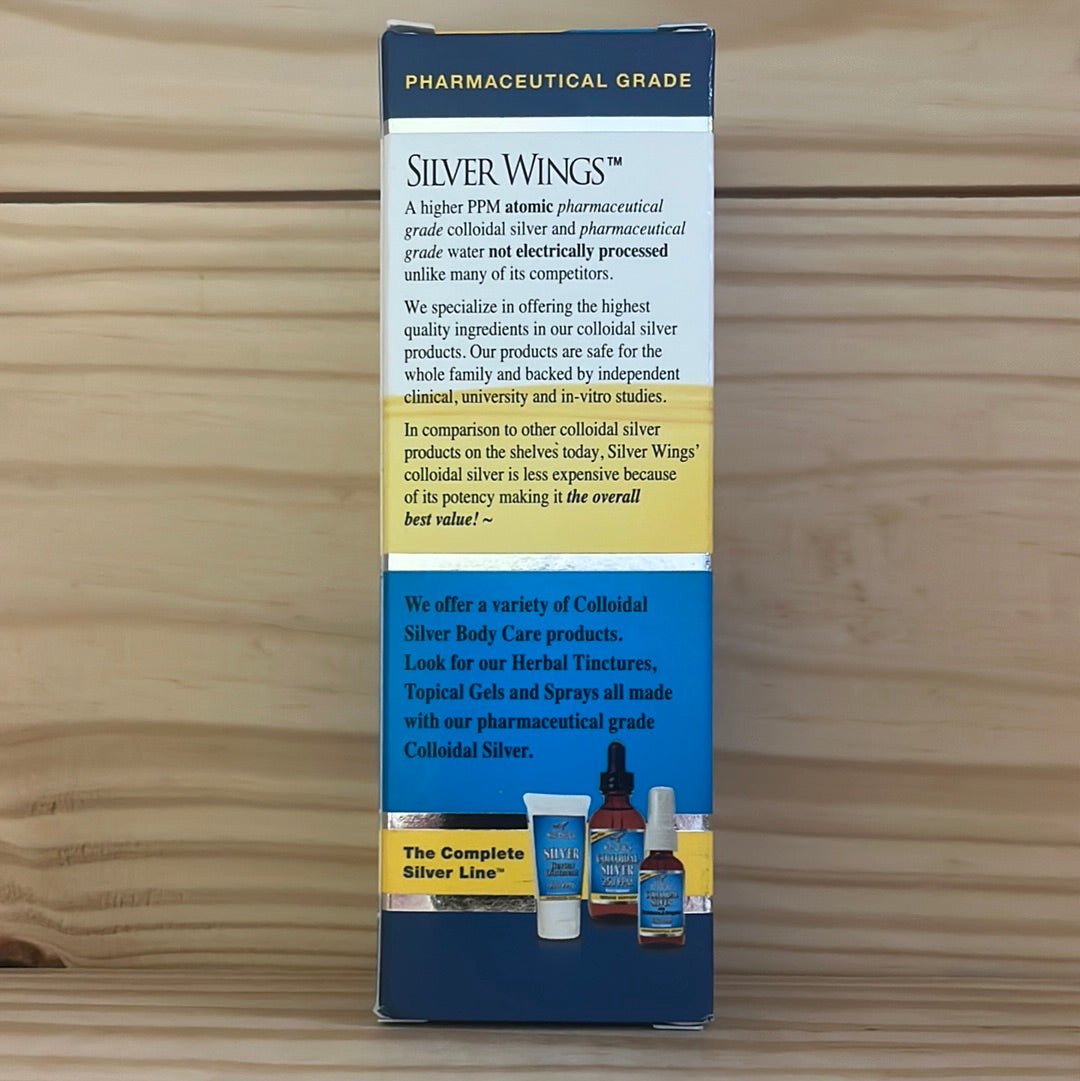 PHARMACEUTICAL GRADE
SILVER WINGS™
A higher PPM atomic pharmaceutical
grade colloidal silver and pharmaceutical
grade water not electrically processed
unlike many of its competitors.
We specialize in offering the highest
quality ingredients in our colloidal silver
products. Our products are safe for the
whole family and backed by independent
clinical, university and in-vitro studies.
In comparison to other colloidal silver
products on the shelves today, Silver Wings'
colloidal silver is less expensive because
of its potency making it the overall
best value! ~
We offer a variety of Colloidal
Silver Body Care products.
Look for our Herbal Tinctures,
Topical Gels and Sprays all made
with our pharmaceutical grade
Colloidal Silver.
The Complete
Silver Line™
SILVER
COLLOIDAL
SILVER
250 PPM